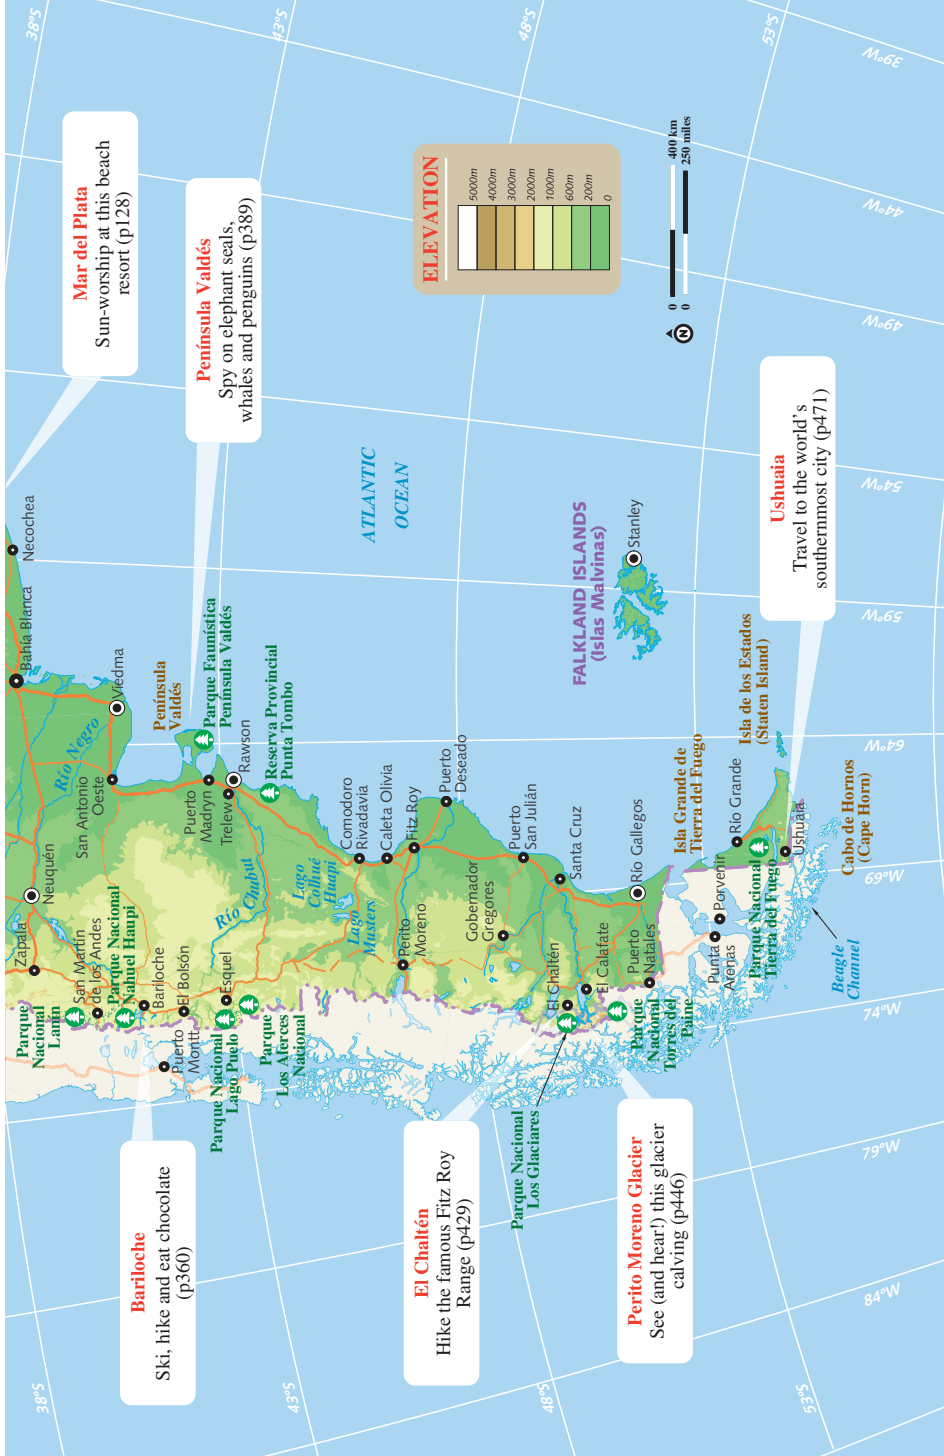 Mar del Plata
Sun-worship at this beach
resort (p128)
Península Valdés
Spy on elephant seals,
whales and penguins (p389)
Ushuaia
Travel to the world's
southernmost city (p471)
Bariloche
Ski, hike and eat chocolate
(p360)
El Chaltén
Hike the famous Fitz Roy
Range (p429)
Perito Moreno Glacier
See (and hear!) this glacier
calving (p446)
ELEVATION
5000m
4000m
3000m
2000m
1000m
600m
200m
0
N
0
400 km
0
250 miles
ATLANTIC
OCEAN
FALKLAND ISLANDS
(Islas Malvinas)
Stanley
Necochea
Bahía Blanca
Viedma
Río Negro
San Antonio
Oeste
Neuquén
Zapala
Península
Valdés
Parque Faunística
Península Valdés
Puerto
Madryn
Trelew
Rawson
Reserva Provincial
Punta Tombo
Río Chubut
San Martín
de los Andes
Parque
Nacional
Lanín
Parque Nacional
Nahuel Haupi
Bariloche
El Bolsón
Puerto
Montt
Esquel
Parque Nacional
Lago Puelo
Parque
Los Alerces
Nacional
Lago
Colhué
Huapi
Lago
Musters
Comodoro
Rivadavia
Caleta Olivia
Fitz Roy
Puerto
Deseado
Perito
Moreno
Gobernador
Gregores
Puerto
San Julián
Santa Cruz
El Chaltén
El Calafate
Parque Nacional
Los Glaciares
Río Gallegos
Puerto
Natales
Parque
Nacional
Torres del
Paine
Isla Grande de
Tierra del Fuego
Punta
Arenas
Porvenir
Río Grande
Parque Nacional
Tierra del Fuego
Ushuaia
Isla de los Estados
(Staten Island)
Cabo de Hornos
(Cape Horn)
Beagle
Channel
38°S
43°S
48°S
53°S
38°S
43°S
48°S
53°S
39°W
44°W
49°W
54°W
59°W
64°W
69°W
74°W
79°W
84°W